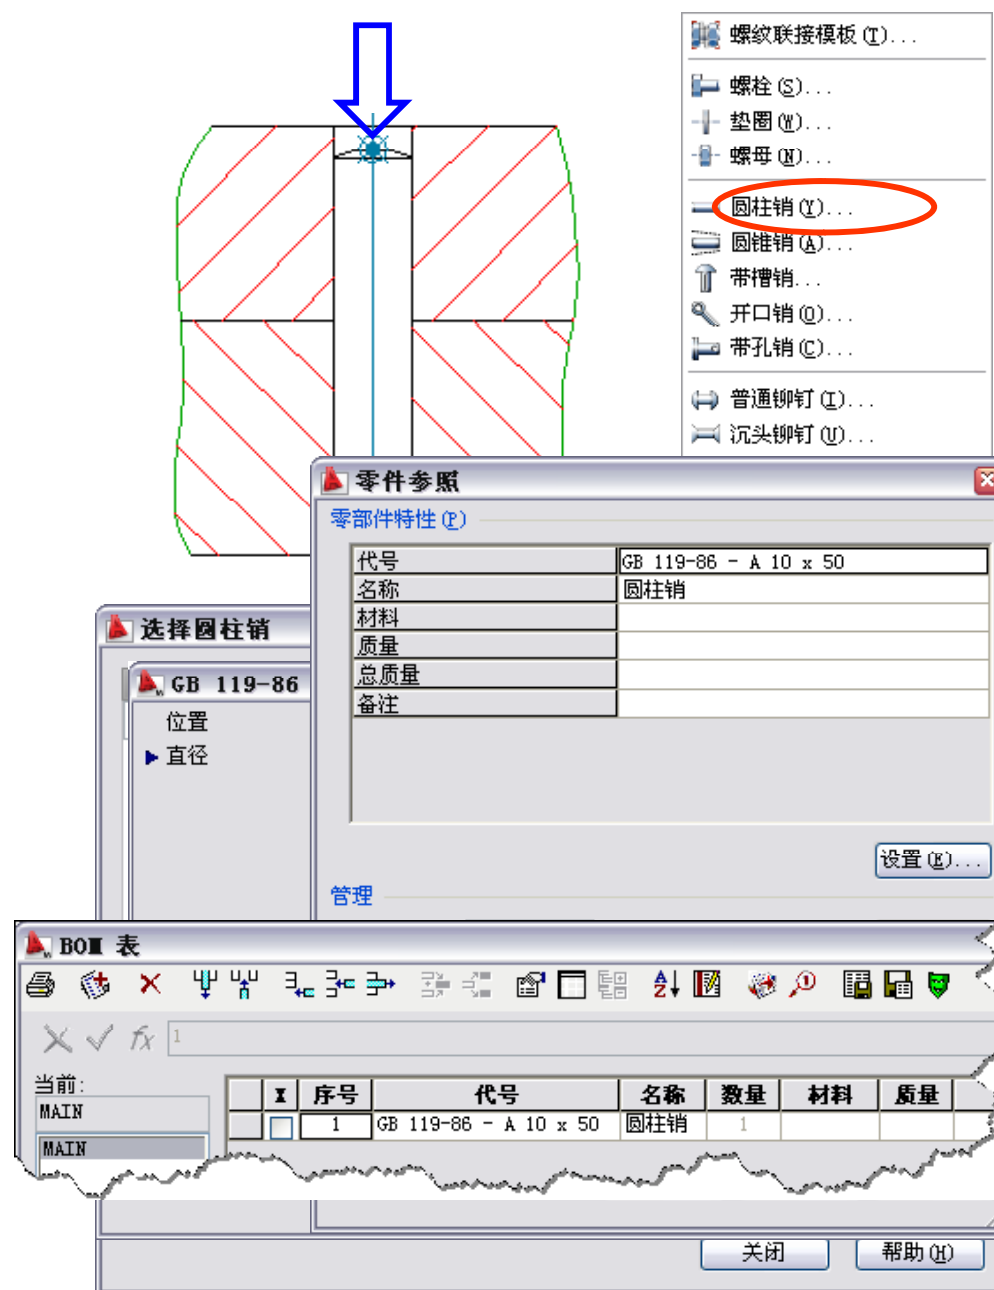 螺纹联接模板(T)...
螺栓(S)...
垫圈(W)...
螺母(N)...
圆柱销(Y)...
圆锥销(A)...
带槽销...
开口销(O)...
带孔销(C)...
普通铆钉(I)...
沉头铆钉(U)...
零件参照
零部件特性(P)
代号 GB 119-86 - A 10 x 50
名称 圆柱销
材料
质量
总质量
备注
设置(E)...
管理
选择圆柱销
GB 119-86
位置
直径
BOM 表
fx 1
当前:
MAIN
MAIN
X 序号 代号 名称 数量 材料 质量
1 GB 119-86 - A 10 x 50 圆柱销 1
关闭 帮助(H)